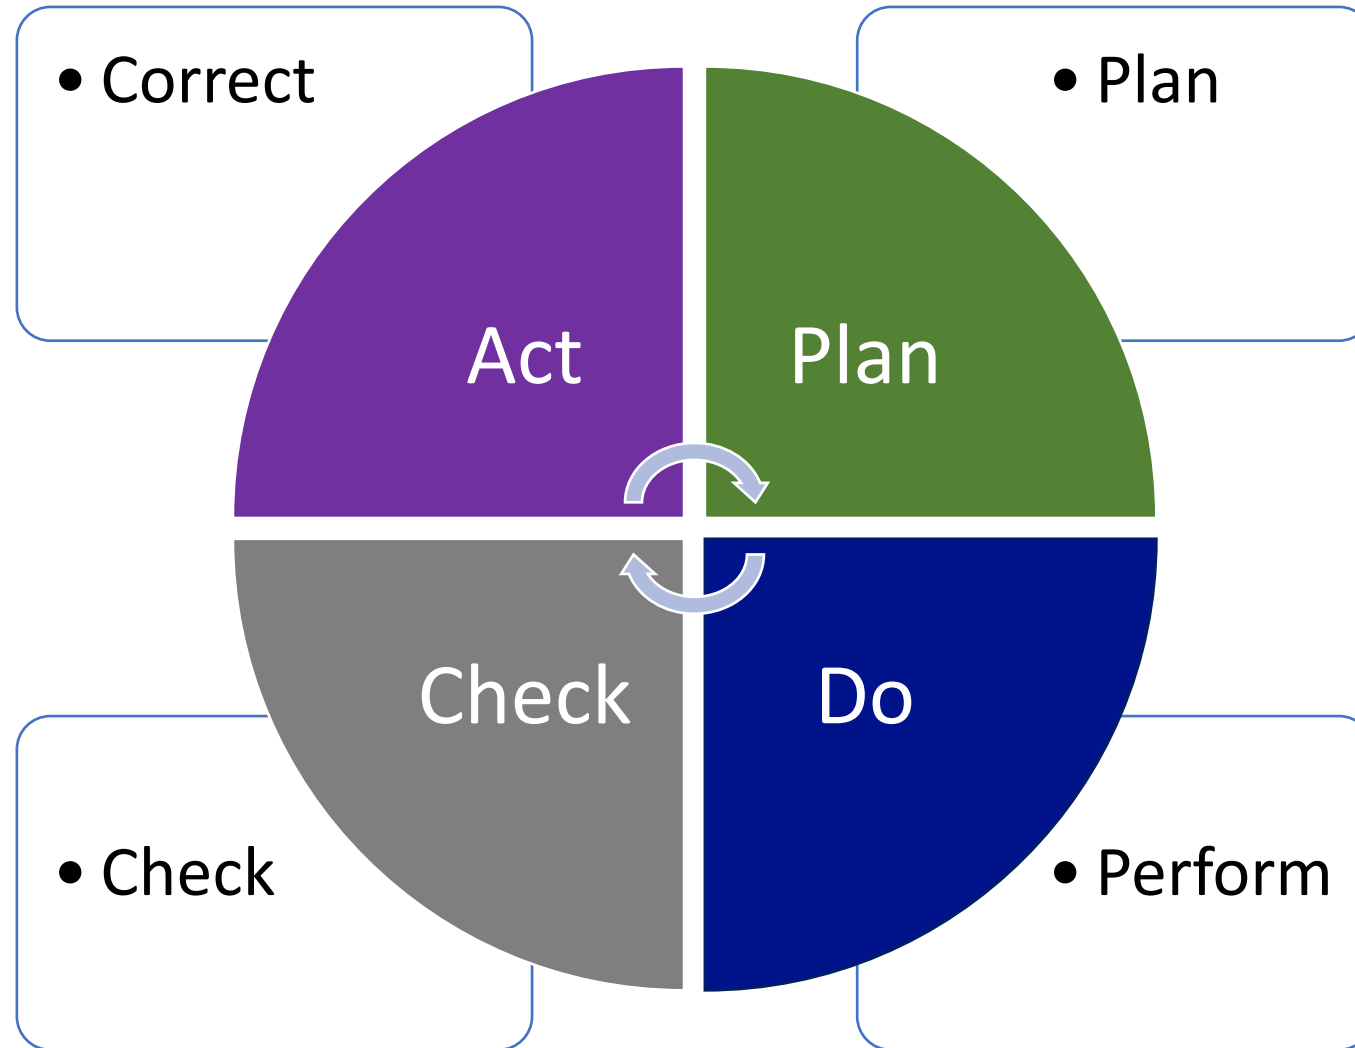 • Correct
• Plan
Act
Plan
Check
Do
• Check
• Perform